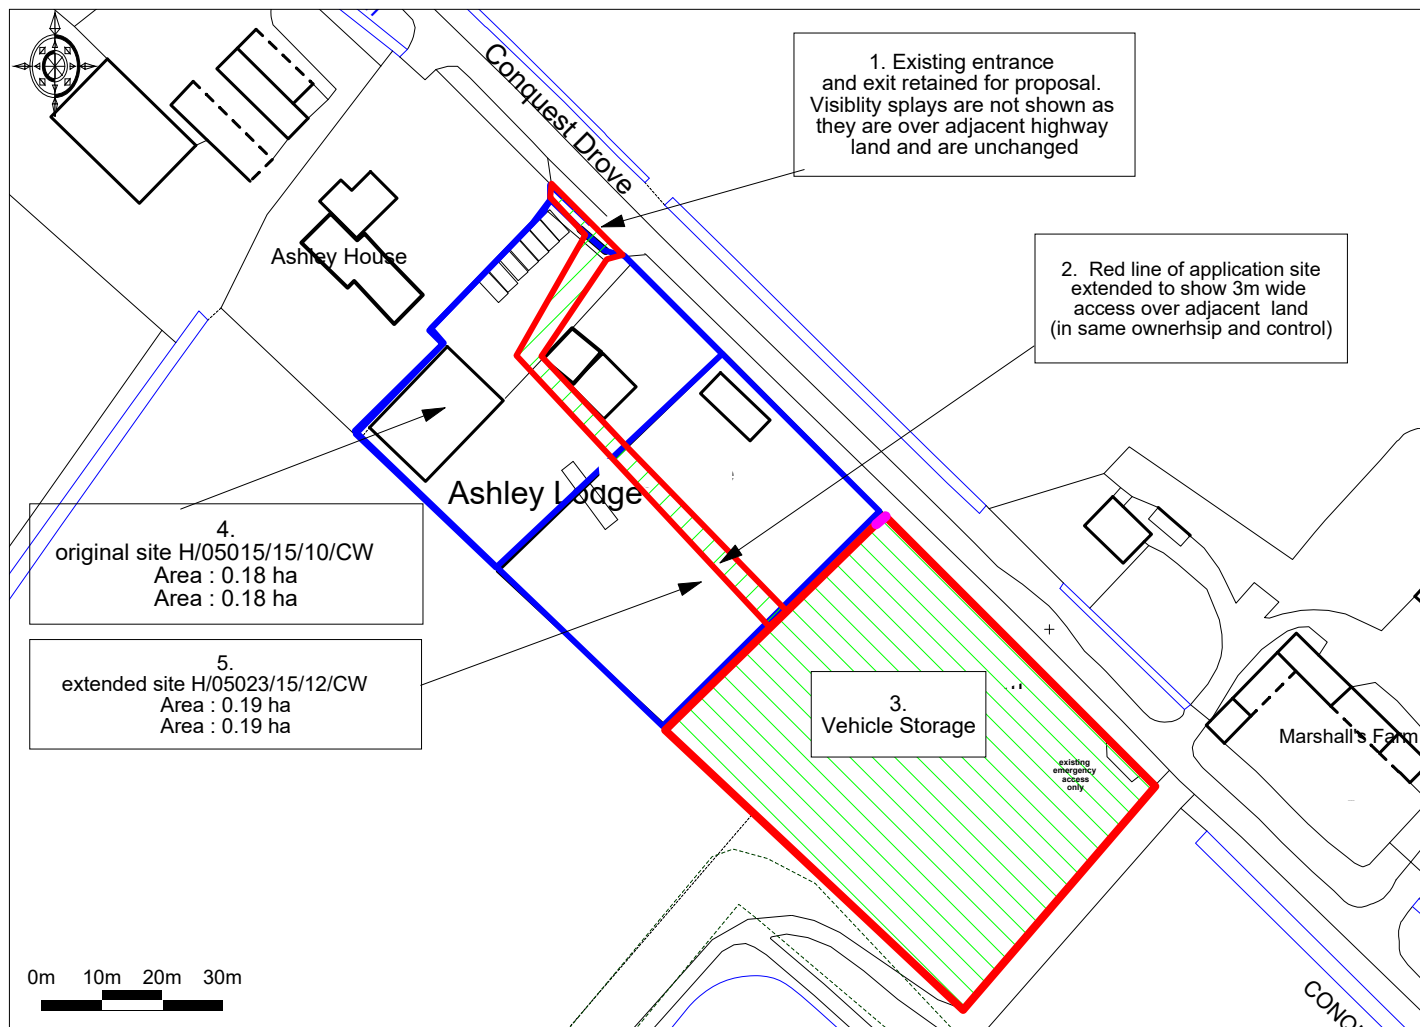 Conquest Drove
1. Existing entrance
and exit retained for proposal.
Visiblity splays are not shown as
they are over adjacent highway
land and are unchanged
Ashley House
2. Red line of application site
extended to show 3m wide
access over adjacent land
(in same ownerhsip and control)
Ashley Lodge
4.
original site H/05015/15/10/CW
Area : 0.18 ha
Area : 0.18 ha
5.
extended site H/05023/15/12/CW
Area : 0.19 ha
Area : 0.19 ha
3.
Vehicle Storage
existing
emergency
access
only
Marshall's Farm
0m 10m 20m 30m